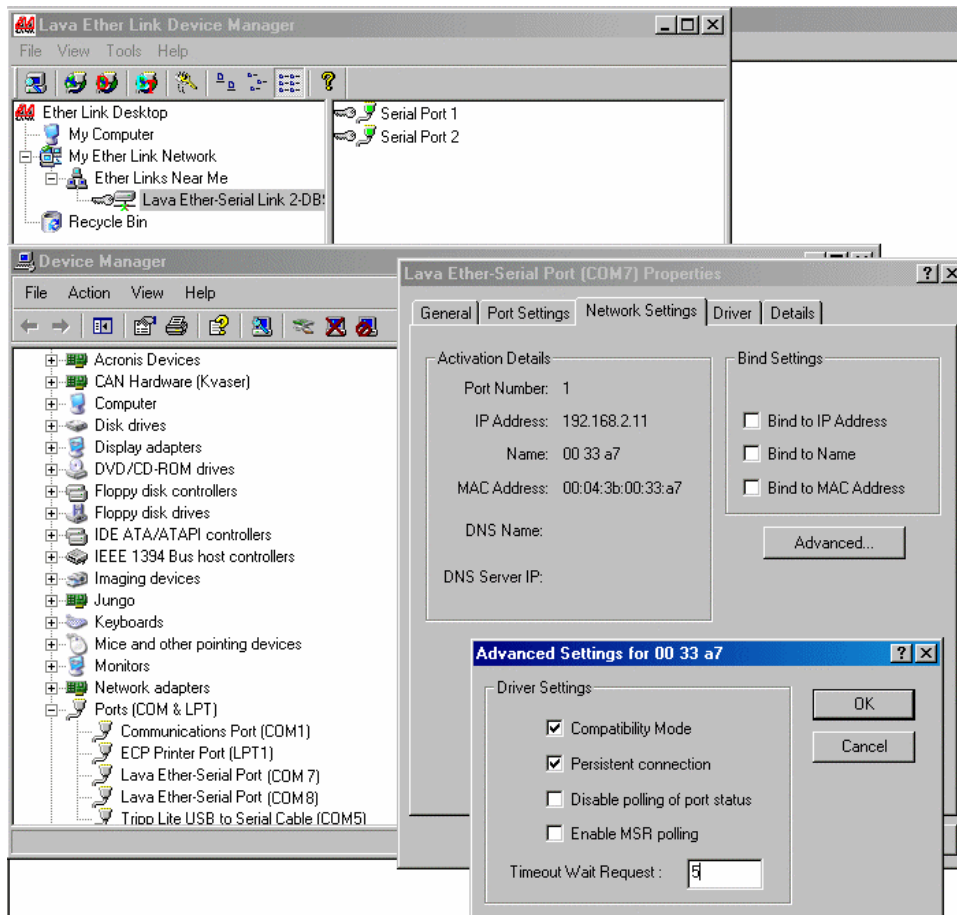 Lava Ether Link Device Manager
File View Tools Help
Ether Link Desktop
My Computer
My Ether Link Network
Ether Links Near Me
Lava Ether-Serial Link 2-DB
Recycle Bin
Serial Port 1
Serial Port 2
Device Manager
File Action View Help
Acronis Devices
CAN Hardware (Kvaser)
Computer
Disk drives
Display adapters
DVD/CD-ROM drives
Floppy disk controllers
Floppy disk drives
IDE ATA/ATAPI controllers
IEEE 1394 Bus host controllers
Imaging devices
Jungo
Keyboards
Mice and other pointing devices
Monitors
Network adapters
Ports (COM & LPT)
Communications Port (COM1)
ECP Printer Port (LPT1)
Lava Ether-Serial Port (COM7)
Lava Ether-Serial Port (COM8)
Tripp Lite USB to Serial Cable (COM5)
Lava Ether-Serial Port (COM7) Properties
General Port Settings Network Settings Driver Details
Activation Details
Port Number: 1
IP Address: 192.168.2.11
Name: 00 33 a7
MAC Address: 00:04:3b:00:33:a7
DNS Name:
DNS Server IP:
Bind Settings
Bind to IP Address
Bind to Name
Bind to MAC Address
Advanced...
Advanced Settings for 00 33 a7
Driver Settings
Compatibility Mode
Persistent connection
Disable polling of port status
Enable MSR polling
Timeout Wait Request : 5
OK
Cancel